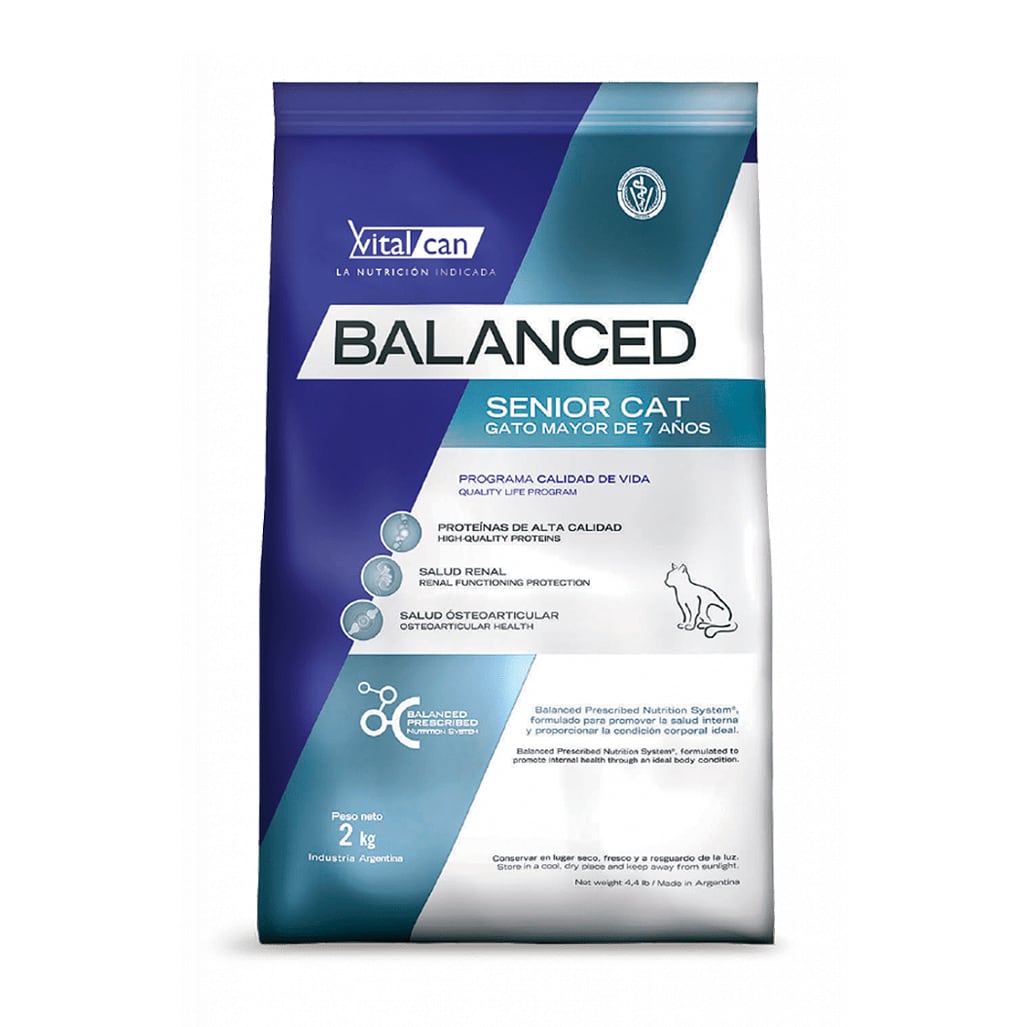 vital can
LA NUTRICIÓN INDICADA
BALANCED
SENIOR CAT
GATO MAYOR DE 7 AÑOS
PROGRAMA CALIDAD DE VIDA
QUALITY LIFE PROGRAM
PROTEÍNAS DE ALTA CALIDAD
HIGH-QUALITY PROTEINS
SALUD RENAL
RENAL FUNCTIONING PROTECTION
SALUD ÓSTEOARTICULAR
OSTEOARTICULAR HEALTH
BALANCED
PRESCRIBED
NUTRITION SYSTEM
Balanced Prescribed Nutrition System®,
formulado para promover la salud interna
y proporcionar la condición corporal ideal.
Balanced Prescribed Nutrition System®, formulated to
promote internal health through an ideal body condition.
Peso neto
2 kg
Industria Argentina
Conservar en lugar seco, fresco y a resguardo de la luz.
Store in a cool, dry place and keep away from sunlight.
Net weight 4,4 lb / Made in Argentina